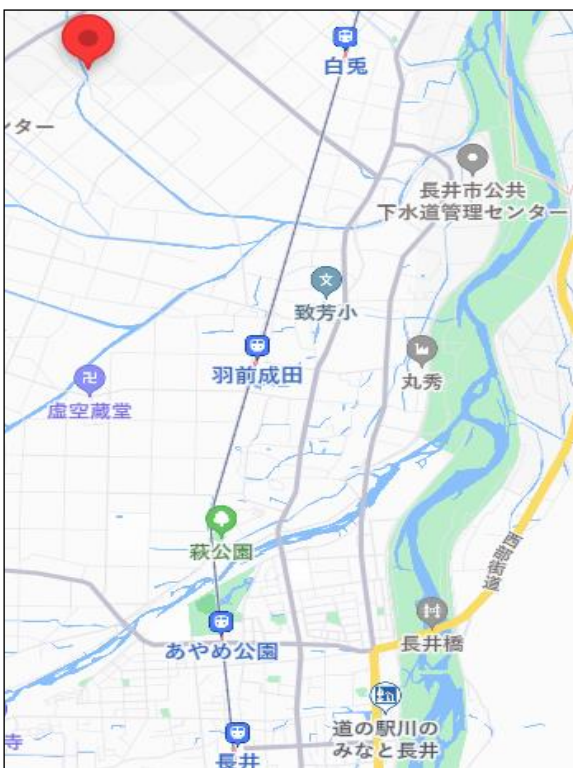 白兎
ンター
長井市公共
下水道管理センター
文
致芳小
羽前成田
丸秀
卍
虚空蔵堂
萩公園
西部街道
あやめ公園
長井橋
道の駅川の
みなと長井
寺
長井